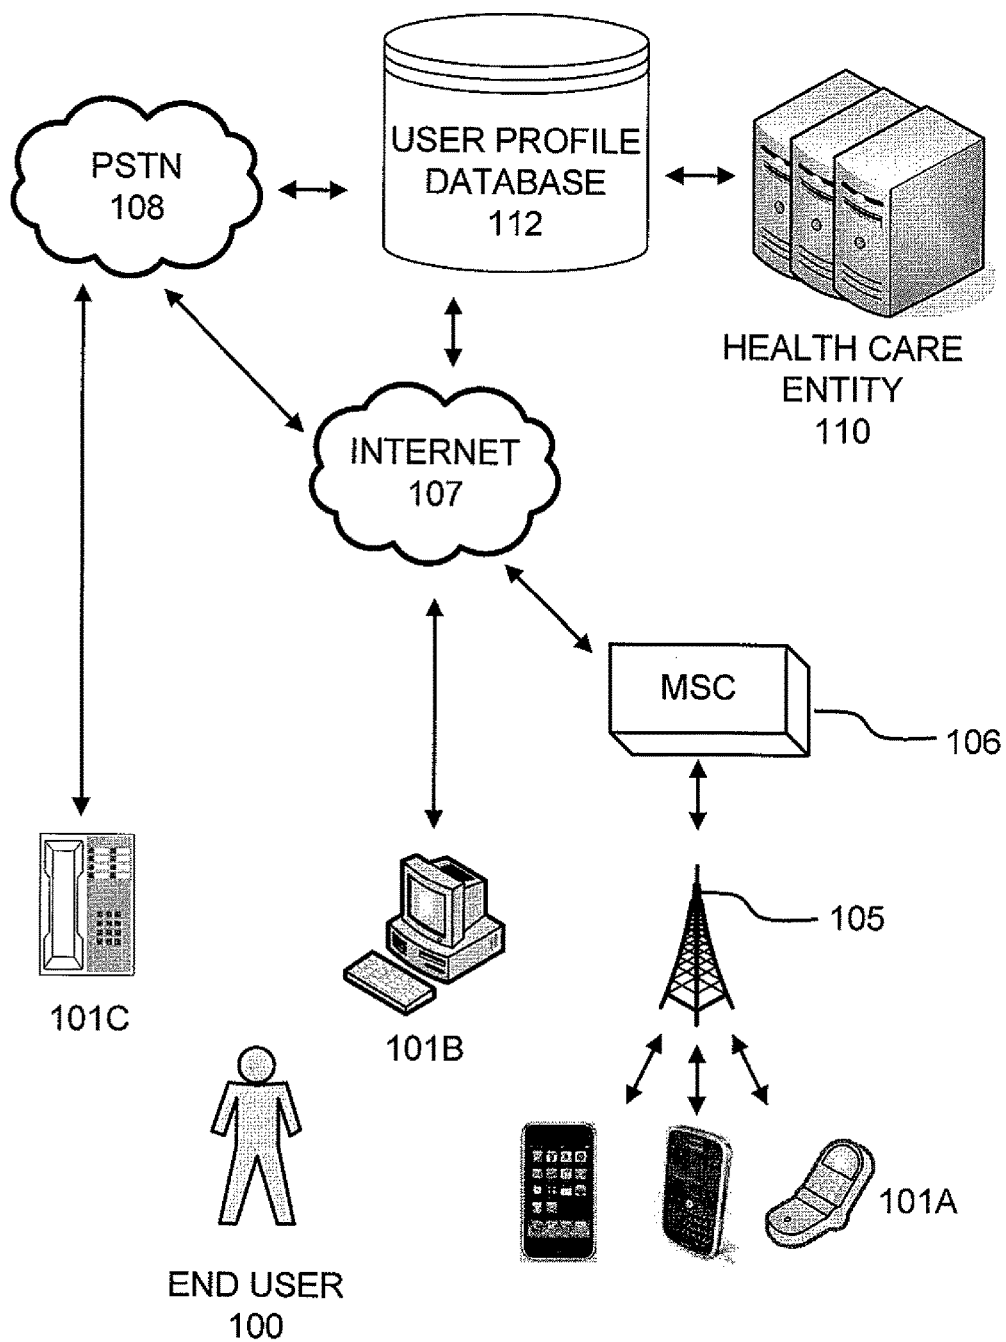 PSTN
108
USER PROFILE
DATABASE
112
HEALTH CARE
ENTITY
110
INTERNET
107
MSC
106
105
101C
101B
101A
END USER
100